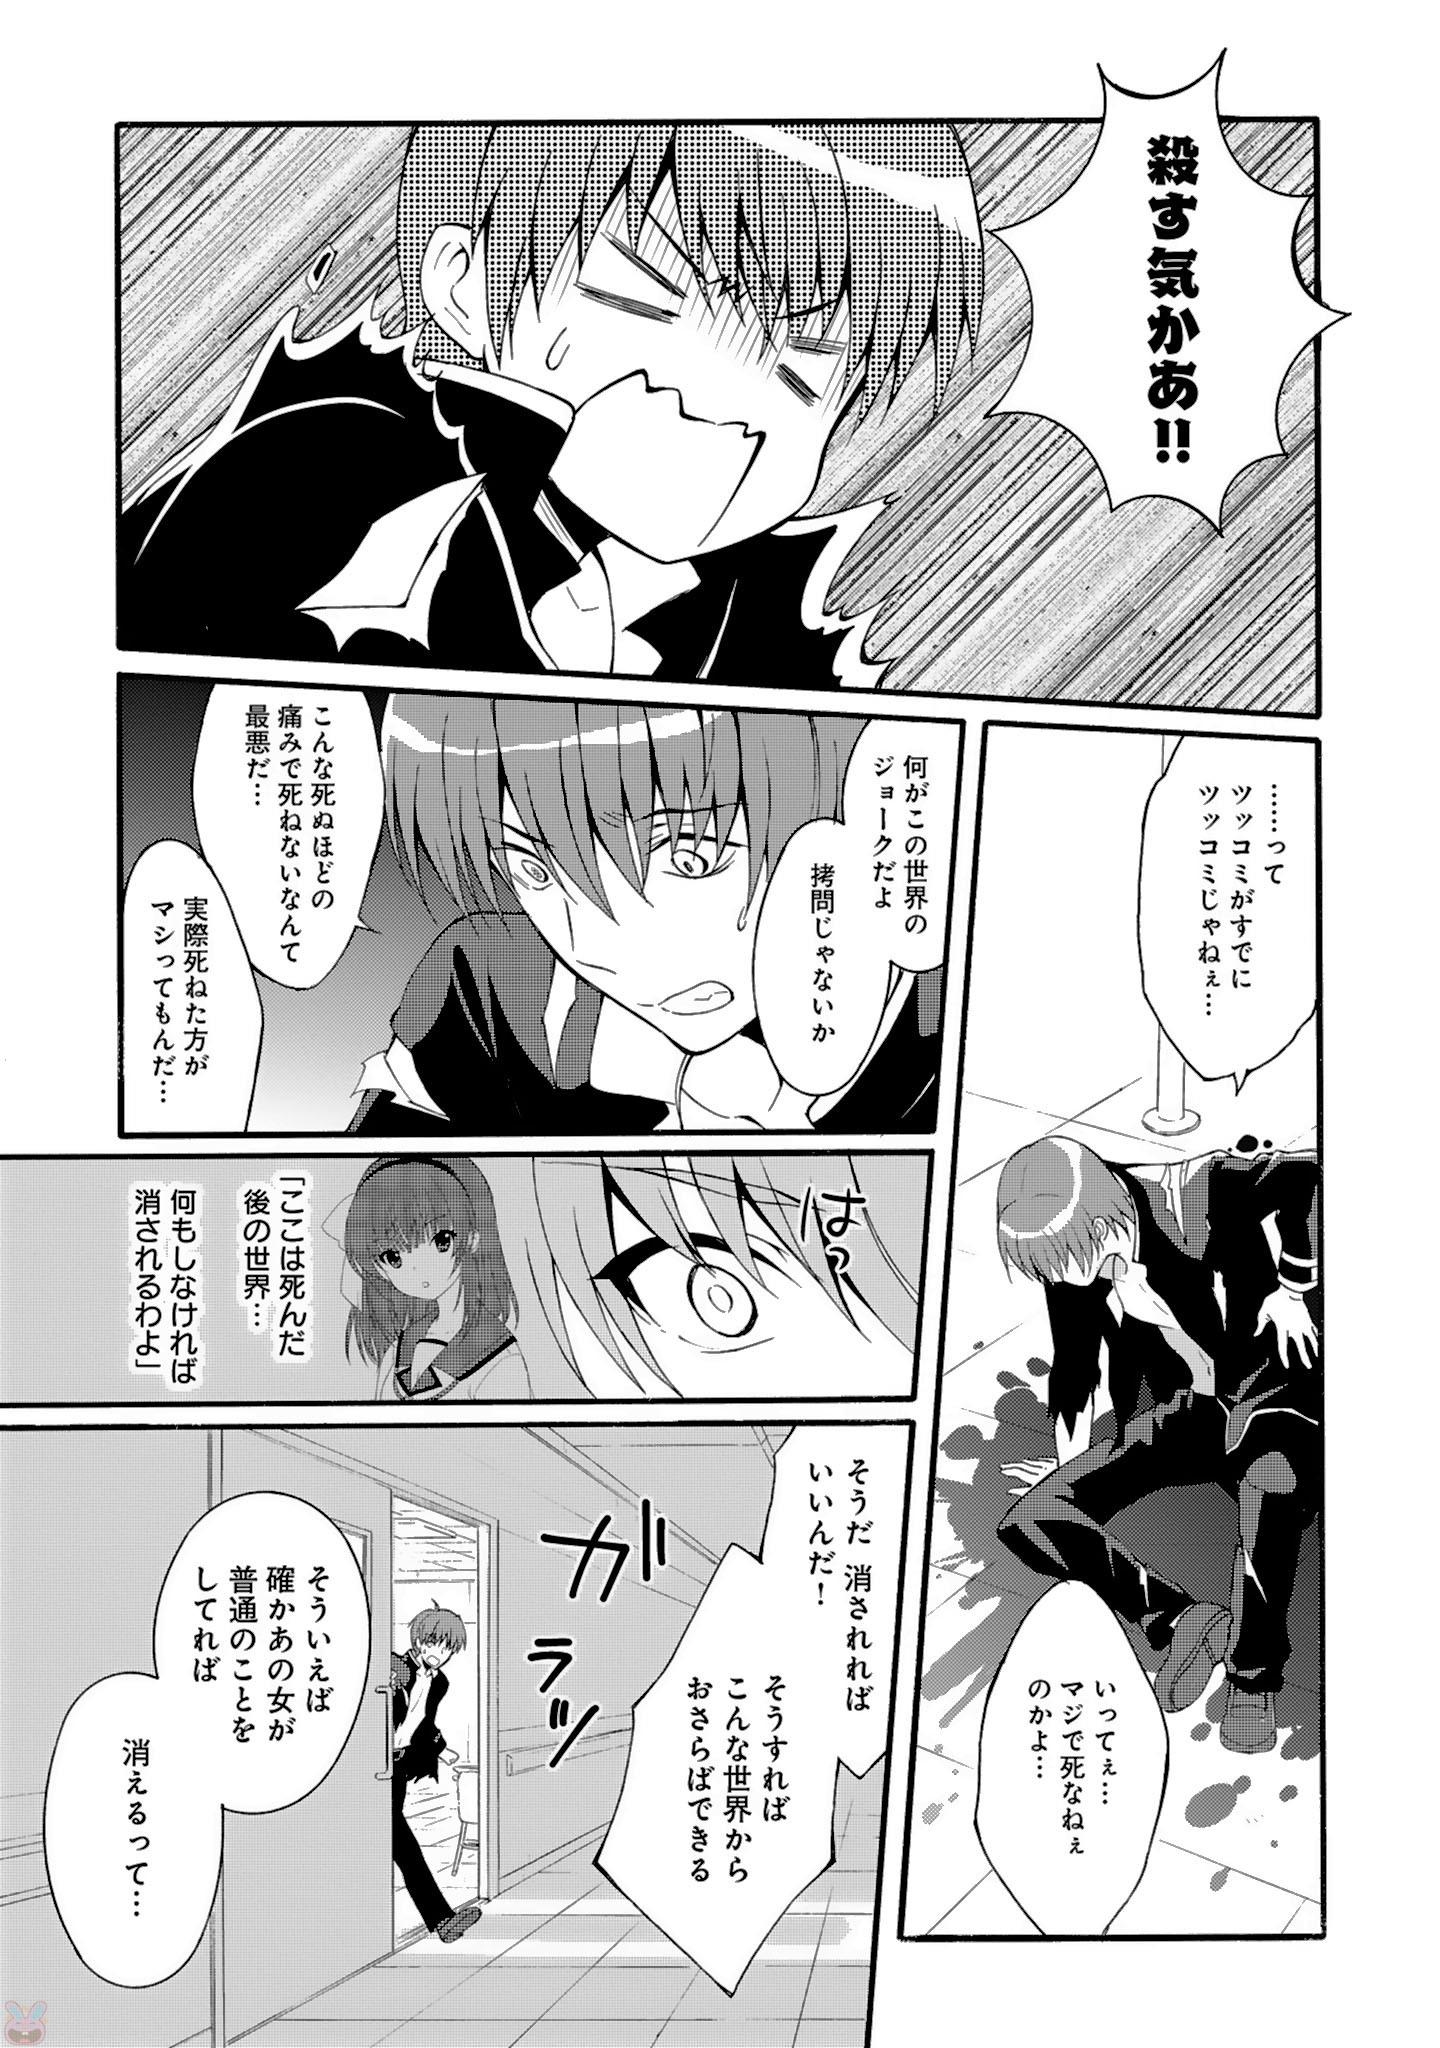 殺す気かあ!!
……って
ツッコミがすでに
ツッコミじゃねぇ…
いってぇ…
マジで死なねぇ
のかよ…
何がこの世界の
ジョークだよ
拷問じゃないか
こんな死ぬほどの
痛みで死ねないなんて
最悪だ…
実際死ねた方が
マシってもんだ…
はっ
「ここは死んだ
後の世界…
何もしなければ
消されるわよ」
そうだ 消されれば
いいんだ!
そうすれば
こんな世界から
おさらばできる
ガラッ
そういえば
確かあの女が
普通のことを
してれば
消えるって…